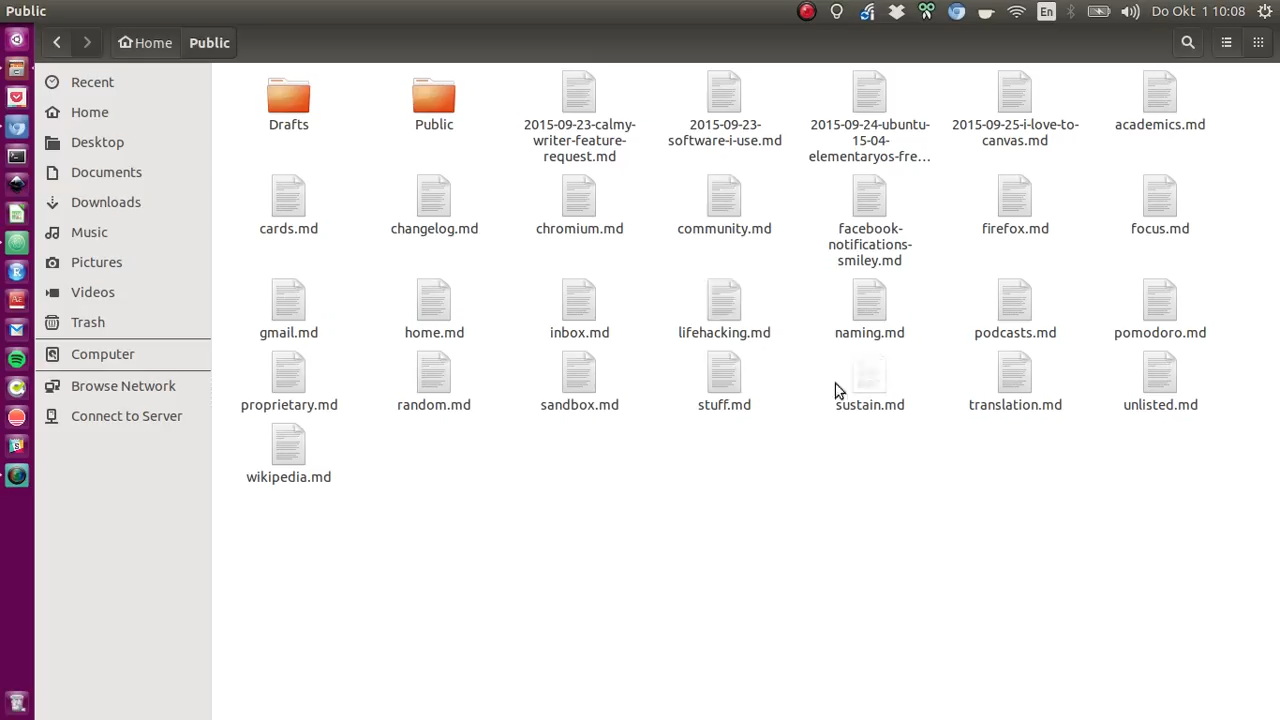 Public
En
Do Okt 1 10:08
Home
Public
Recent
Home
Desktop
Documents
Downloads
Music
Pictures
Videos
Trash
Computer
Browse Network
Connect to Server
Drafts
Public
2015-09-23-calmy-
writer-feature-
request.md
2015-09-23-
software-i-use.md
2015-09-24-ubuntu-
15-04-
elementaryos-fre...
2015-09-25-i-love-to-
canvas.md
academics.md
cards.md
changelog.md
chromium.md
community.md
facebook-
notifications-
smiley.md
firefox.md
focus.md
gmail.md
home.md
inbox.md
lifehacking.md
naming.md
podcasts.md
pomodoro.md
proprietary.md
random.md
sandbox.md
stuff.md
sustain.md
translation.md
unlisted.md
wikipedia.md